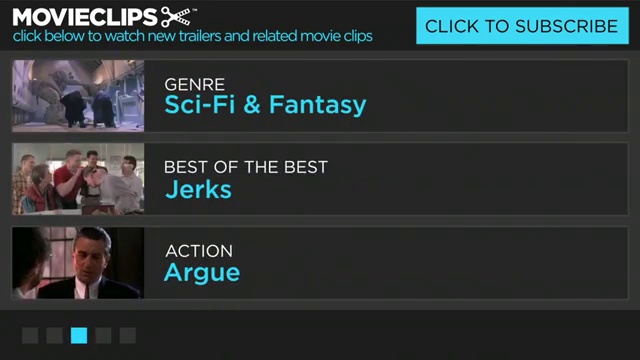 MOVIECLIPS™
click below to watch new trailers and related movie clips
CLICK TO SUBSCRIBE
GENRE
Sci-Fi & Fantasy
BEST OF THE BEST
Jerks
ACTION
Argue